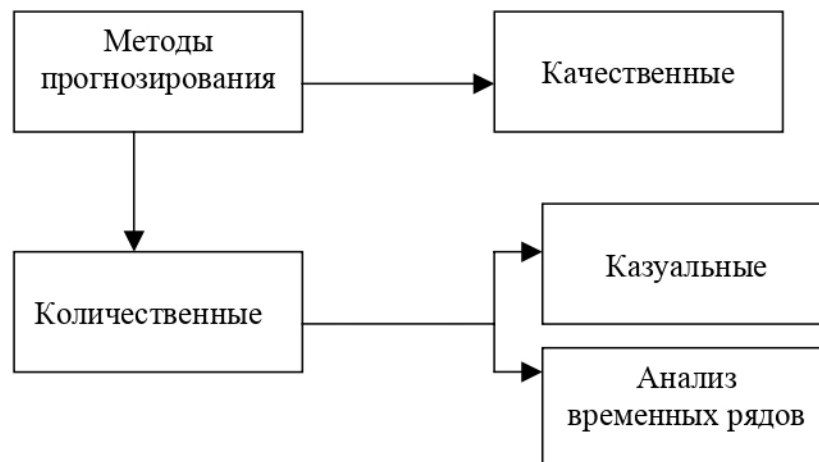 Методы
прогнозирования
Качественные
Количественные
Казуальные
Анализ
временных рядов